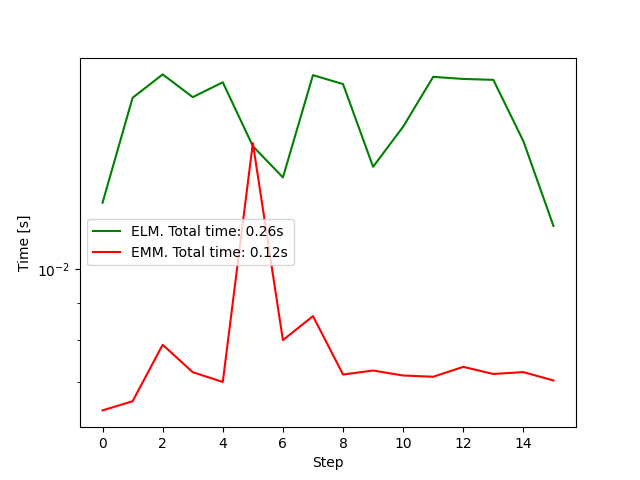 Time [s]
10⁻²
ELM. Total time: 0.26s
EMM. Total time: 0.12s
0 2 4 6 8 10 12 14
Step